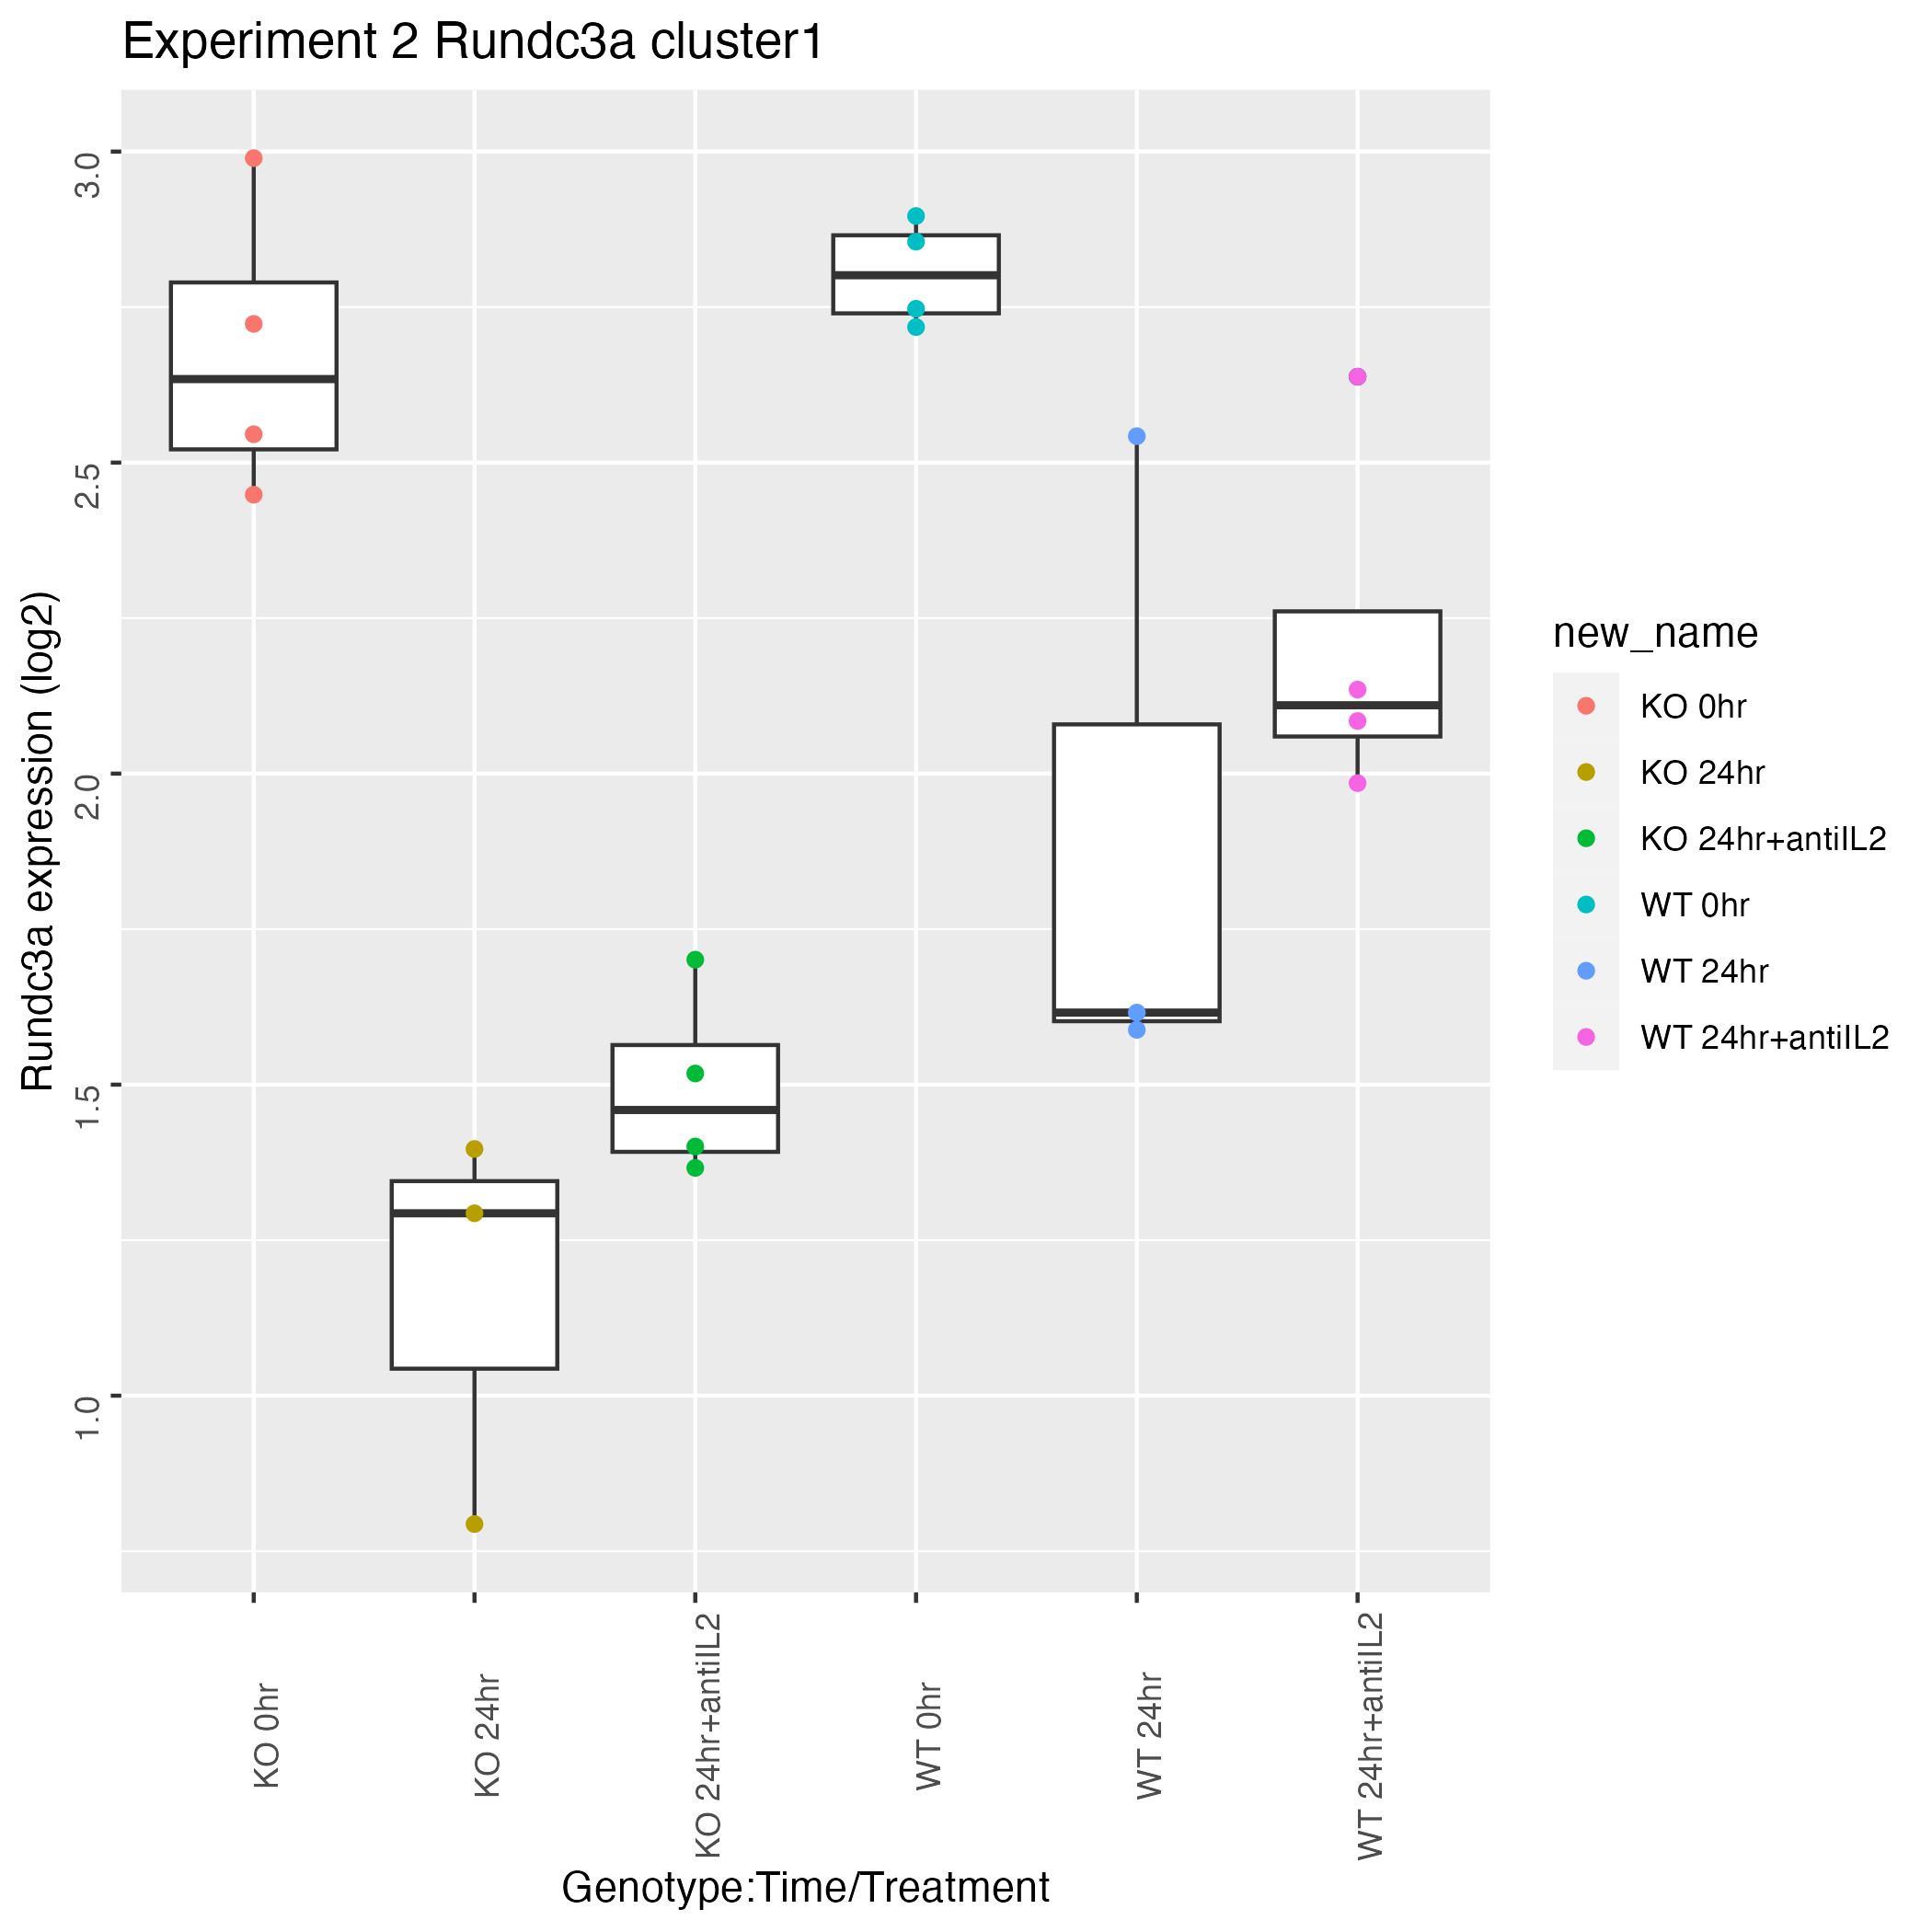 Experiment 2 Rundc3a cluster1
Rundc3a expression (log2)
3.0
2.5
2.0
1.5
1.0
KO 0hr
KO 24hr
KO 24hr+antiIL2
WT 0hr
WT 24hr
WT 24hr+antiIL2
Genotype:Time/Treatment
new_name
KO 0hr
KO 24hr
KO 24hr+antiIL2
WT 0hr
WT 24hr
WT 24hr+antiIL2